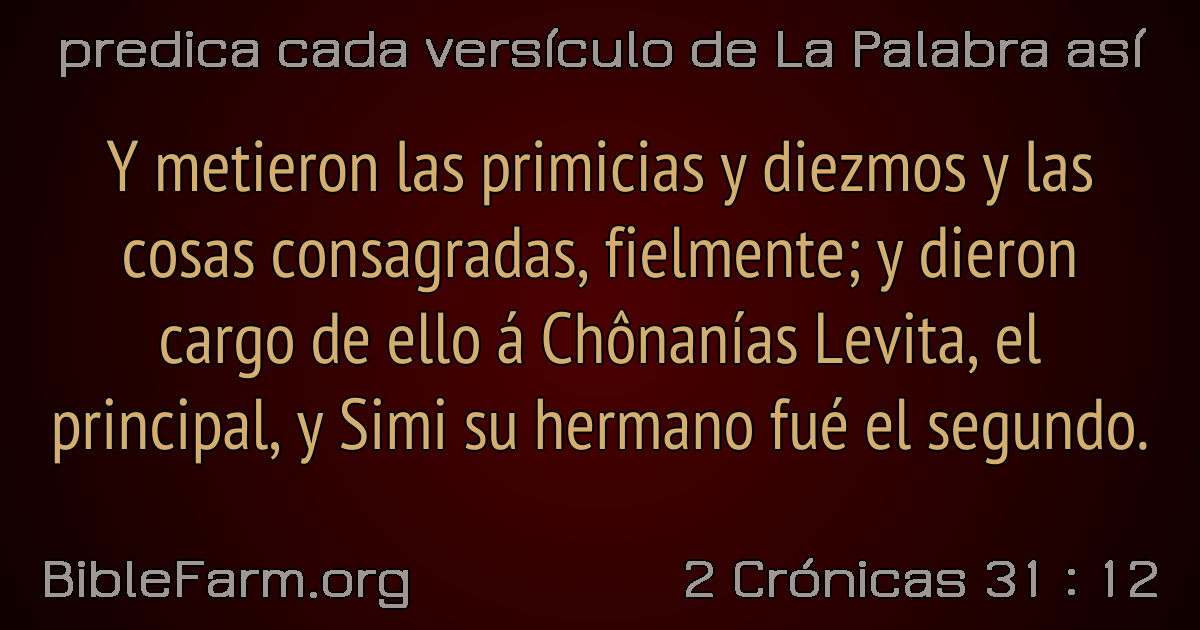 predica cada versículo de La Palabra así
Y metieron las primicias y diezmos y las
cosas consagradas, fielmente; y dieron
cargo de ello á Chônanías Levita, el
principal, y Simi su hermano fué el segundo.
BibleFarm.org
2 Crónicas 31 : 12